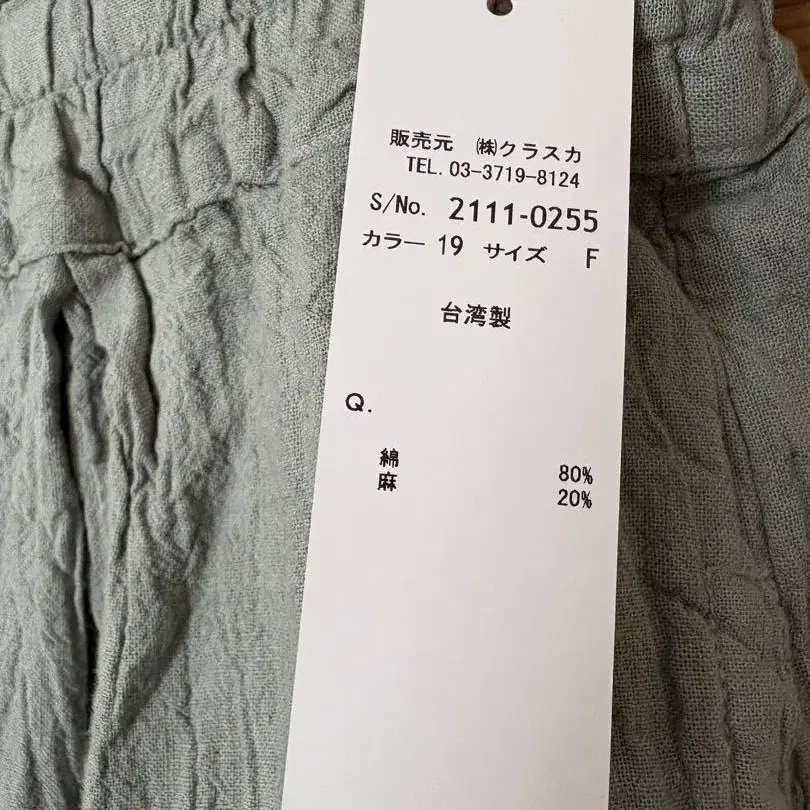 販売元 ㈱クラスカ
TEL.03-3719-8124
S/No. 2111-0255
カラー 19 サイズ F
台湾製
Q.
綿 80%
麻 20%